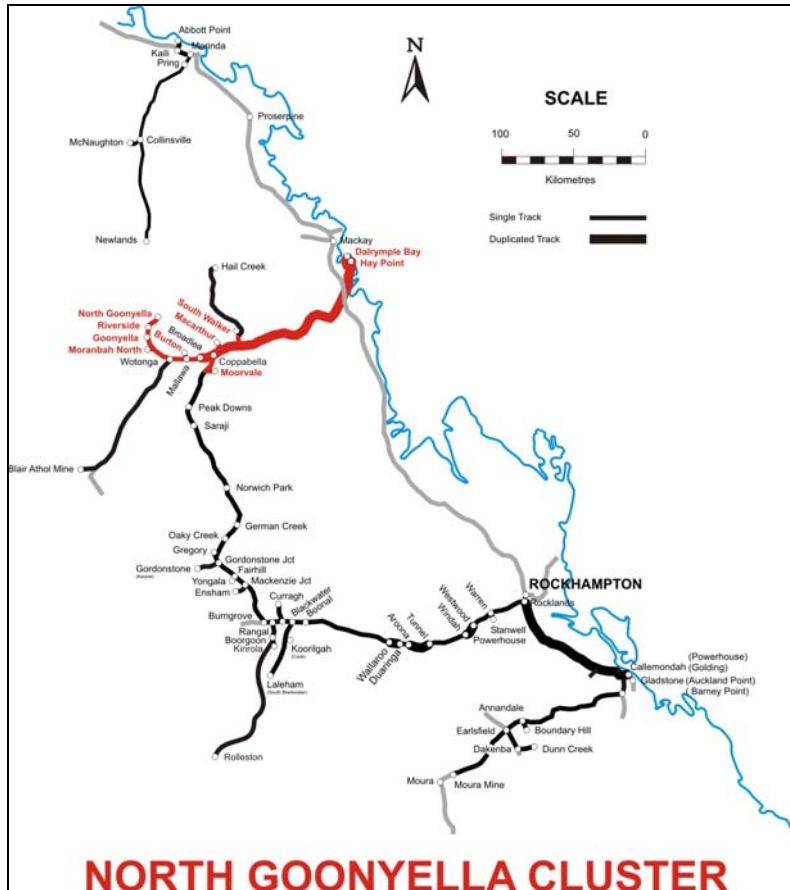 Abbott Point
Kaili
Merinda
Pring
N
SCALE
100
50
0
Kilometres
Proserpine
McNaughton
Collinsville
Single Track
Duplicated Track
Newlands
Mackay
Dalrymple Bay
Hay Point
Hail Creek
North Goonyella
South Walker
Riverside
Macarthur
Goonyella
Broadlea
Burton
Moranbah North
Coppabella
Wotonga
Mallawa
Moorvale
Peak Downs
Saraji
Blair Athol Mine
Norwich Park
German Creek
Oaky Creek
Gregory
Gordonstone Jct
Gordonstone
(Kestrel)
Fairhill
Yongala
Mackenzie Jct
Ensham
Curragh
Blackwater
Boonal
Burngrove
Rangal
Boorgoon
Kinrola
Koorilgah
(Cook)
Laleham
(South Blackwater)
Rolleston
Wallaroo
Duaringa
Aroona
Tunnel
Windah
Westwood
Warren
Stanwell
Powerhouse
ROCKHAMPTON
Rocklands
Callemondah
(Powerhouse)
(Golding)
Gladstone
(Auckland Point)
( Barney Point)
Annandale
Earlsfield
Boundary Hill
Dakenba
Dunn Creek
Moura
Moura Mine
NORTH GOONYELLA CLUSTER